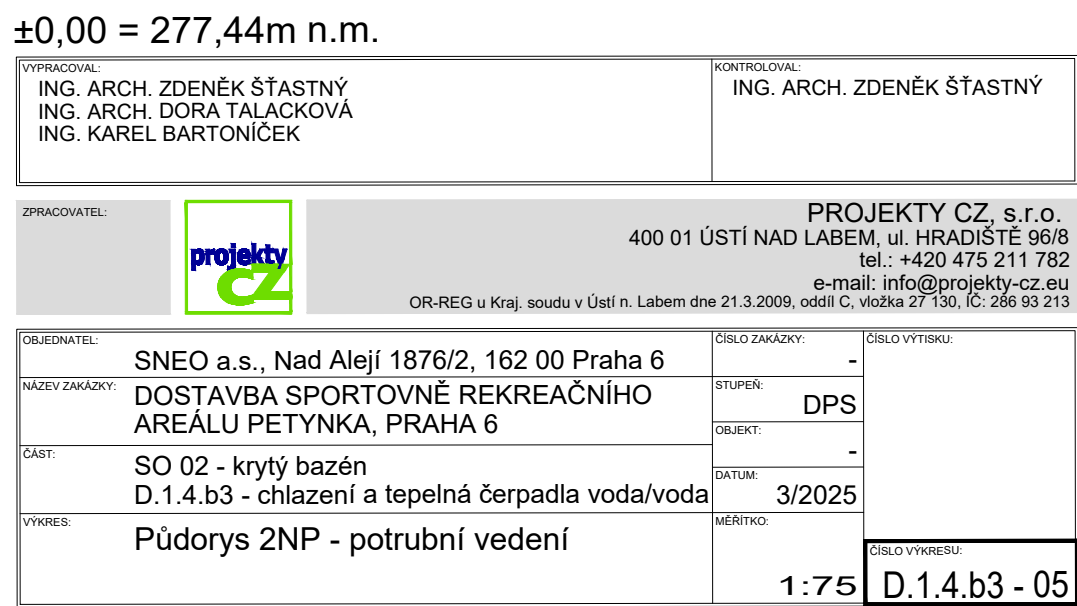 ±0,00 = 277,44m n.m.
VYPRACOVAL:
ING. ARCH. ZDENĚK ŠŤASTNÝ
ING. ARCH. DORA TALACKOVÁ
ING. KAREL BARTONÍČEK
KONTROLOVAL:
ING. ARCH. ZDENĚK ŠŤASTNÝ
ZPRACOVATEL:
projekty
CZ
PROJEKTY CZ, s.r.o.
400 01 ÚSTÍ NAD LABEM, ul. HRADIŠTĚ 96/8
tel.: +420 475 211 782
e-mail: info@projekty-cz.eu
OR-REG u Kraj. soudu v Ústí n. Labem dne 21.3.2009, oddíl C, vložka 27 130, IČ: 286 93 213
OBJEDNATEL:
SNEO a.s., Nad Alejí 1876/2, 162 00 Praha 6
NÁZEV ZAKÁZKY:
DOSTAVBA SPORTOVNĚ REKREAČNÍHO
AREÁLU PETYNKA, PRAHA 6
ČÁST:
SO 02 - krytý bazén
D.1.4.b3 - chlazení a tepelná čerpadla voda/voda
VÝKRES:
Půdorys 2NP - potrubní vedení
ČÍSLO ZAKÁZKY:
-
STUPEŇ:
DPS
OBJEKT:
-
DATUM:
3/2025
MĚŘÍTKO:
1:75
ČÍSLO VÝTISKU:
ČÍSLO VÝKRESU:
D.1.4.b3 - 05